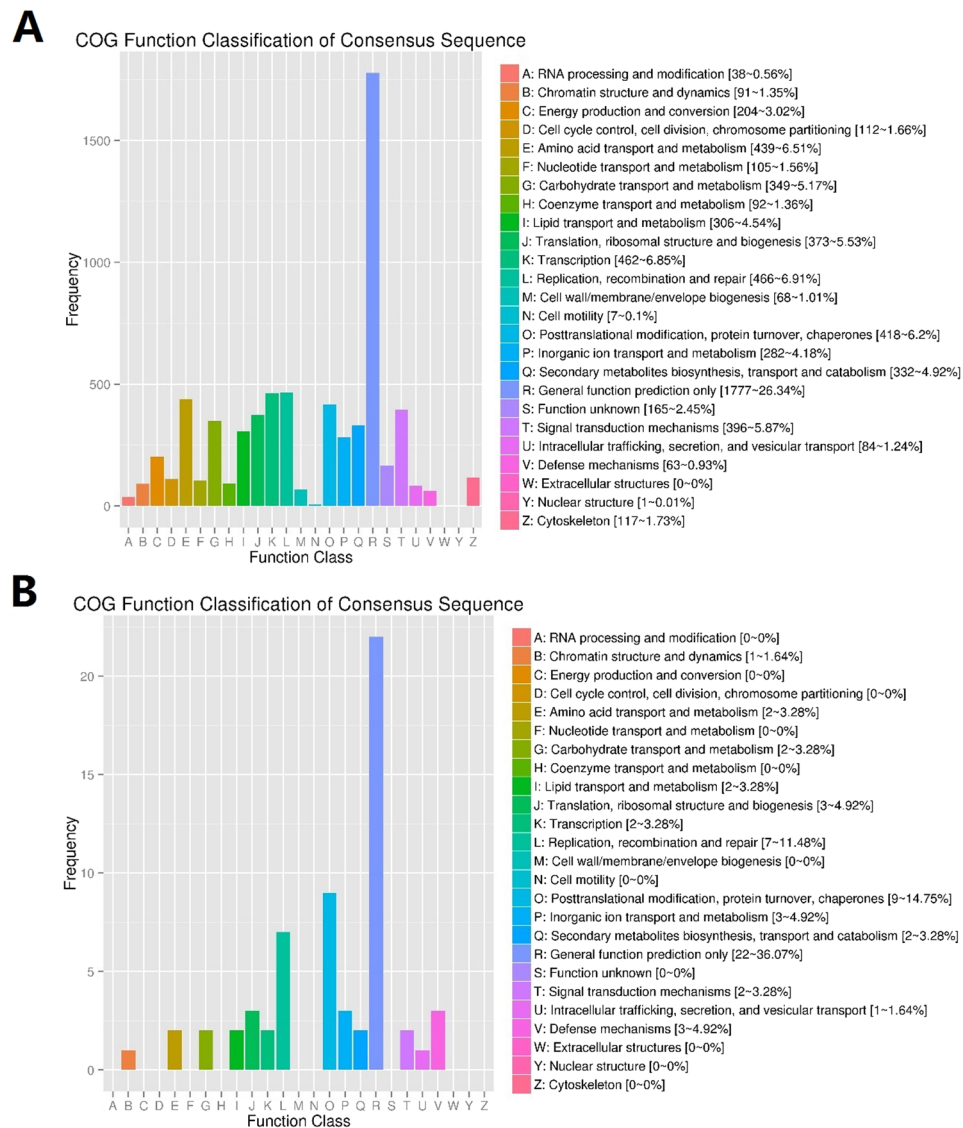 A
COG Function Classification of Consensus Sequence
1500
1000
500
0
Frequency
A B C D E F G H I J K L M N O P Q R S T U V W Y Z
Function Class
A: RNA processing and modification [38~0.56%]
B: Chromatin structure and dynamics [91~1.35%]
C: Energy production and conversion [204~3.02%]
D: Cell cycle control, cell division, chromosome partitioning [112~1.66%]
E: Amino acid transport and metabolism [439~6.51%]
F: Nucleotide transport and metabolism [105~1.56%]
G: Carbohydrate transport and metabolism [349~5.17%]
H: Coenzyme transport and metabolism [92~1.36%]
I: Lipid transport and metabolism [306~4.54%]
J: Translation, ribosomal structure and biogenesis [373~5.53%]
K: Transcription [462~6.85%]
L: Replication, recombination and repair [466~6.91%]
M: Cell wall/membrane/envelope biogenesis [68~1.01%]
N: Cell motility [7~0.1%]
O: Posttranslational modification, protein turnover, chaperones [418~6.2%]
P: Inorganic ion transport and metabolism [282~4.18%]
Q: Secondary metabolites biosynthesis, transport and catabolism [332~4.92%]
R: General function prediction only [1777~26.34%]
S: Function unknown [165~2.45%]
T: Signal transduction mechanisms [396~5.87%]
U: Intracellular trafficking, secretion, and vesicular transport [84~1.24%]
V: Defense mechanisms [63~0.93%]
W: Extracellular structures [0~0%]
Y: Nuclear structure [1~0.01%]
Z: Cytoskeleton [117~1.73%]
B
COG Function Classification of Consensus Sequence
20
15
10
5
0
Frequency
A B C D E F G H I J K L M N O P Q R S T U V W Y Z
Function Class
A: RNA processing and modification [0~0%]
B: Chromatin structure and dynamics [1~1.64%]
C: Energy production and conversion [0~0%]
D: Cell cycle control, cell division, chromosome partitioning [0~0%]
E: Amino acid transport and metabolism [2~3.28%]
F: Nucleotide transport and metabolism [0~0%]
G: Carbohydrate transport and metabolism [2~3.28%]
H: Coenzyme transport and metabolism [0~0%]
I: Lipid transport and metabolism [2~3.28%]
J: Translation, ribosomal structure and biogenesis [3~4.92%]
K: Transcription [2~3.28%]
L: Replication, recombination and repair [7~11.48%]
M: Cell wall/membrane/envelope biogenesis [0~0%]
N: Cell motility [0~0%]
O: Posttranslational modification, protein turnover, chaperones [9~14.75%]
P: Inorganic ion transport and metabolism [3~4.92%]
Q: Secondary metabolites biosynthesis, transport and catabolism [2~3.28%]
R: General function prediction only [22~36.07%]
S: Function unknown [0~0%]
T: Signal transduction mechanisms [2~3.28%]
U: Intracellular trafficking, secretion, and vesicular transport [1~1.64%]
V: Defense mechanisms [3~4.92%]
W: Extracellular structures [0~0%]
Y: Nuclear structure [0~0%]
Z: Cytoskeleton [0~0%]